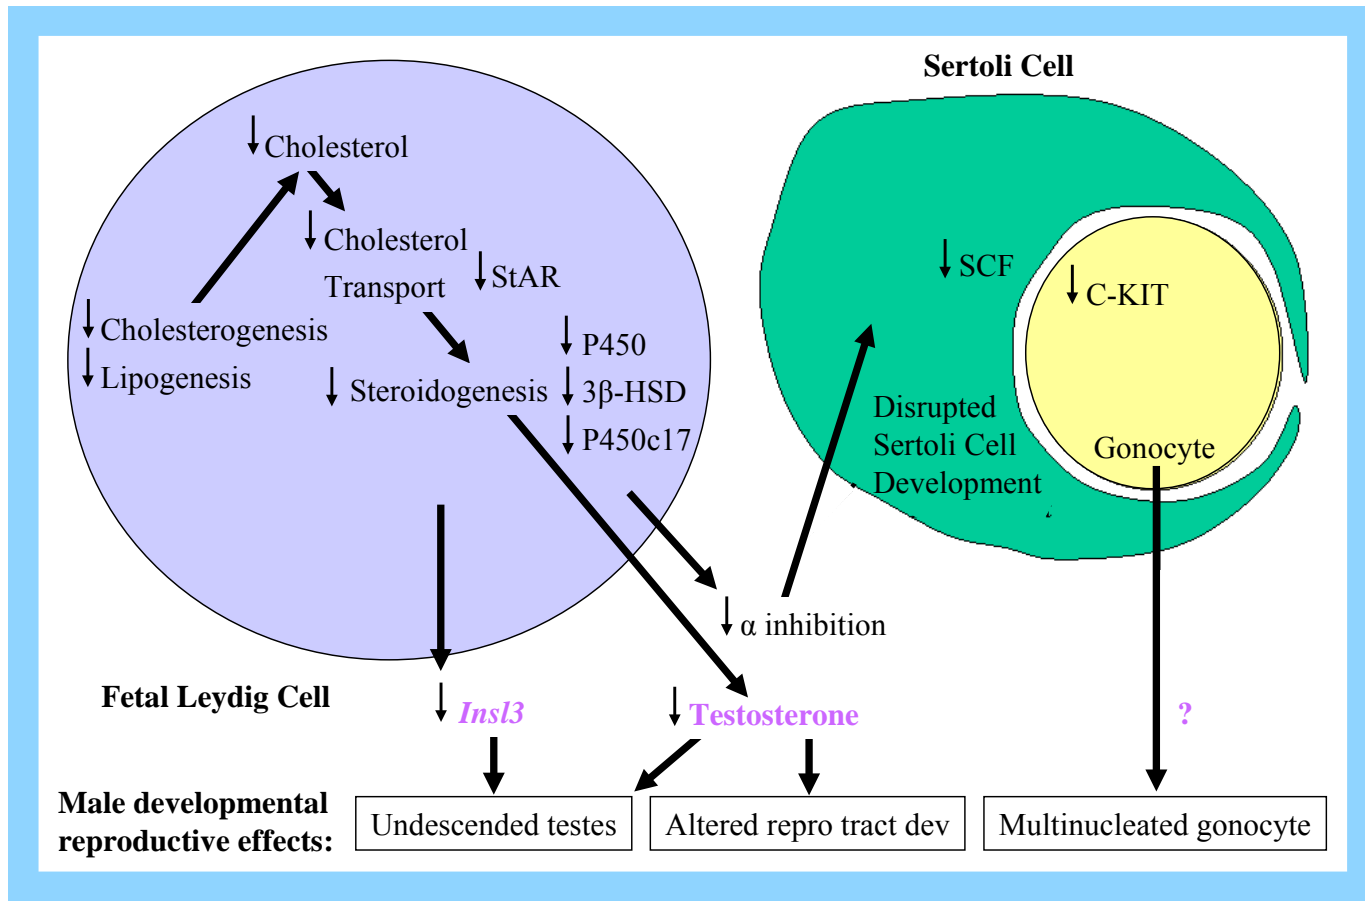 Sertoli Cell
↓ Cholesterol
↓ Cholesterol
Transport
↓ StAR
↓ Cholesterogenesis
↓ Lipogenesis
↓ Steroidogenesis
↓ P450
↓ 3β-HSD
↓ P450c17
↓ SCF
↓ C-KIT
Disrupted
Sertoli Cell
Development
Gonocyte
↓ α inhibition
Fetal Leydig Cell
↓ Insl3
↓ Testosterone
?
Male developmental
reproductive effects:
Undescended testes
Altered repro tract dev
Multinucleated gonocyte